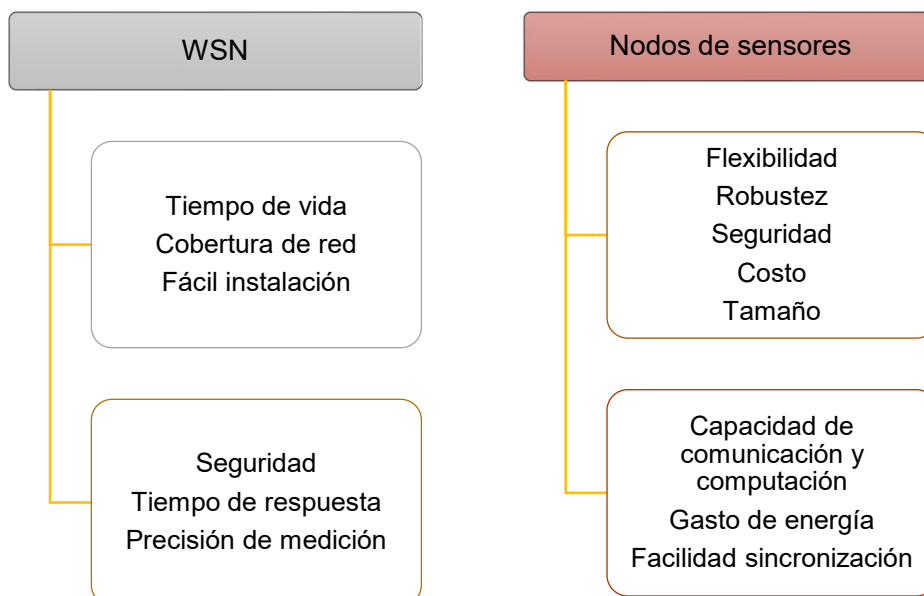 WSN
Tiempo de vida
Cobertura de red
Fácil instalación
Seguridad
Tiempo de respuesta
Precisión de medición
Nodos de sensores
Flexibilidad
Robustez
Seguridad
Costo
Tamaño
Capacidad de
comunicación y
computación
Gasto de energía
Facilidad sincronización